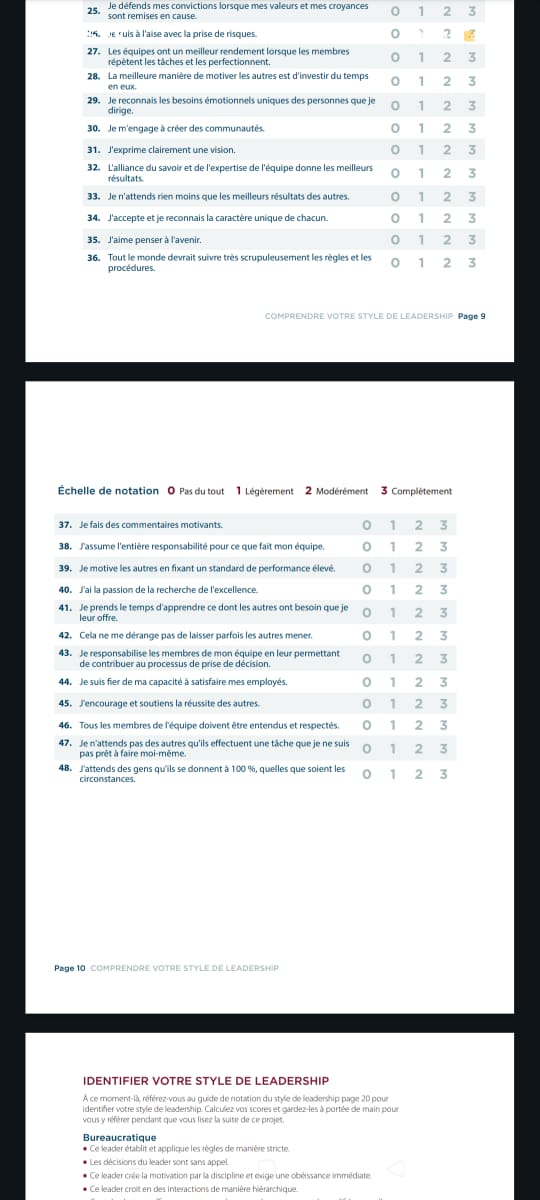 25. Je défends mes convictions lorsque mes valeurs et mes croyances
sont remises en cause. 0 1 2 3
uis à l'aise avec la prise de risques. 0
27. Les équipes ont un meilleur rendement lorsque les membres
répètent les tâches et les perfectionnent. 0 1 2 3
28. La meilleure manière de motiver les autres est d'investir du temps
en eux. 0 1 2 3
29. Je reconnais les besoins émotionnels uniques des personnes que je
dirige. 0 1 2 3
30. Je m'engage à créer des communautés. 0 1 2 3
31. J'exprime clairement une vision. 0 1 2 3
32. L'alliance du savoir et de l'expertise de l'équipe donne les meilleurs
résultats. 0 1 2 3
33. Je n'attends rien moins que les meilleurs résultats des autres. 0 1 2 3
34. J'accepte et je reconnais la caractère unique de chacun. 0 1 2 3
35. J'aime penser à l'avenir. 0 1 2 3
36. Tout le monde devrait suivre très scrupuleusement les règles et les
procédures. 0 1 2 3
COMPRENDRE VOTRE STYLE DE LEADERSHIP Page 9
Échelle de notation 0 Pas du tout 1 Légèrement 2 Modérément 3 Complètement
37. Je fais des commentaires motivants. 0 1 2 3
38. J'assume l'entière responsabilité pour ce que fait mon équipe. 0 1 2 3
39. Je motive les autres en fixant un standard de performance élevé. 0 1 2 3
40. J'ai la passion de la recherche de l'excellence. 0 1 2 3
41. Je prends le temps d'apprendre ce dont les autres ont besoin que je
leur offre. 0 1 2 3
42. Cela ne me dérange pas de laisser parfois les autres mener. 0 1 2 3
43. Je responsabilise les membres de mon équipe en leur permettant
de contribuer au processus de prise de décision. 0 1 2 3
44. Je suis fier de ma capacité à satisfaire mes employés. 0 1 2 3
45. J'encourage et soutiens la réussite des autres. 0 1 2 3
46. Tous les membres de l'équipe doivent être entendus et respectés. 0 1 2 3
47. Je n'attends pas des autres qu'ils effectuent une tâche que je ne suis
pas prêt à faire moi-même. 0 1 2 3
48. J'attends des gens qu'ils se donnent à 100 %, quelles que soient les
circonstances. 0 1 2 3
Page 10 COMPRENDRE VOTRE STYLE DE LEADERSHIP
IDENTIFIER VOTRE STYLE DE LEADERSHIP
À ce moment-là, référez-vous au guide de notation du style de leadership page 20 pour
identifier votre style de leadership. Calculez vos scores et gardez-les à portée de main pour
vous y référer pendant que vous lisez la suite de ce projet.
Bureaucratique
• Ce leader établit et applique les règles de manière stricte.
• Les décisions du leader sont sans appel.
• Ce leader crée la motivation par la discipline et exige une obéissance immédiate.
• Ce leader croit en des interactions de manière hiérarchique.